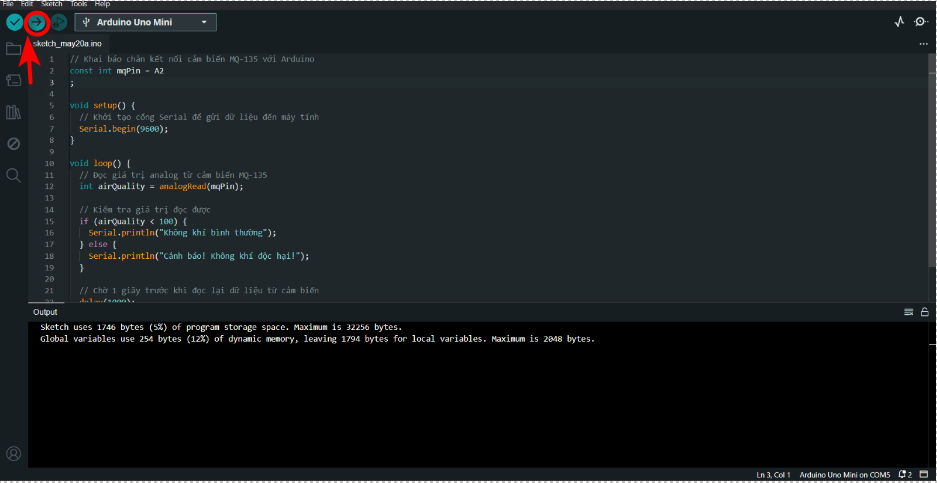 File Edit Sketch Tools Help
Arduino Uno Mini
sketch_may20a.ino
1 // Khai báo chân kết nối cảm biến MQ-135 với Arduino
2 const int mqPin = A2
3 ;
4
5 void setup() {
6 // Khởi tạo cổng Serial để gửi dữ liệu đến máy tính
7 Serial.begin(9600);
8 }
9
10 void loop() {
11 // Đọc giá trị analog từ cảm biến MQ-135
12 int airQuality = analogRead(mqPin);
13
14 // Kiểm tra giá trị đọc được
15 if (airQuality < 100) {
16 Serial.println("Không khí bình thường");
17 } else {
18 Serial.println("Cảnh báo! Không khí độc hại!");
19 }
20
21 // Chờ 1 giây trước khi đọc lại dữ liệu từ cảm biến
22 delay(1000);
Output
Sketch uses 1746 bytes (5%) of program storage space. Maximum is 32256 bytes.
Global variables use 254 bytes (12%) of dynamic memory, leaving 1794 bytes for local variables. Maximum is 2048 bytes.
Ln 3, Col 1 Arduino Uno Mini on COM5 2